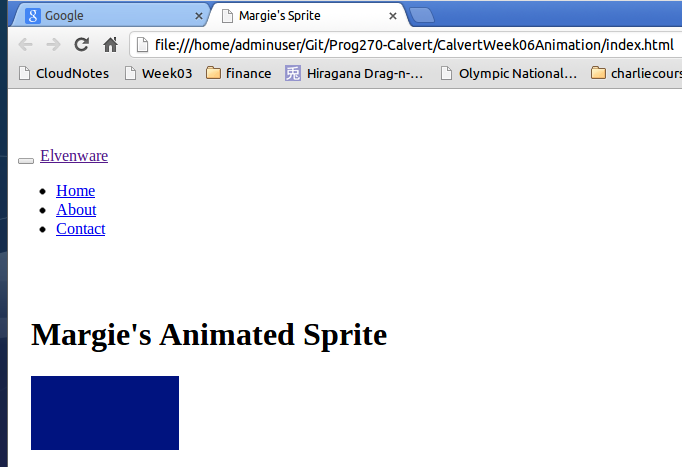 Google
Margie's Sprite
file:///home/adminuser/Git/Prog270-Calvert/CalvertWeek06Animation/index.html
CloudNotes Week03 finance Hiragana Drag-n-… Olympic National… charliecours
Elvenware
Home
About
Contact
Margie's Animated Sprite